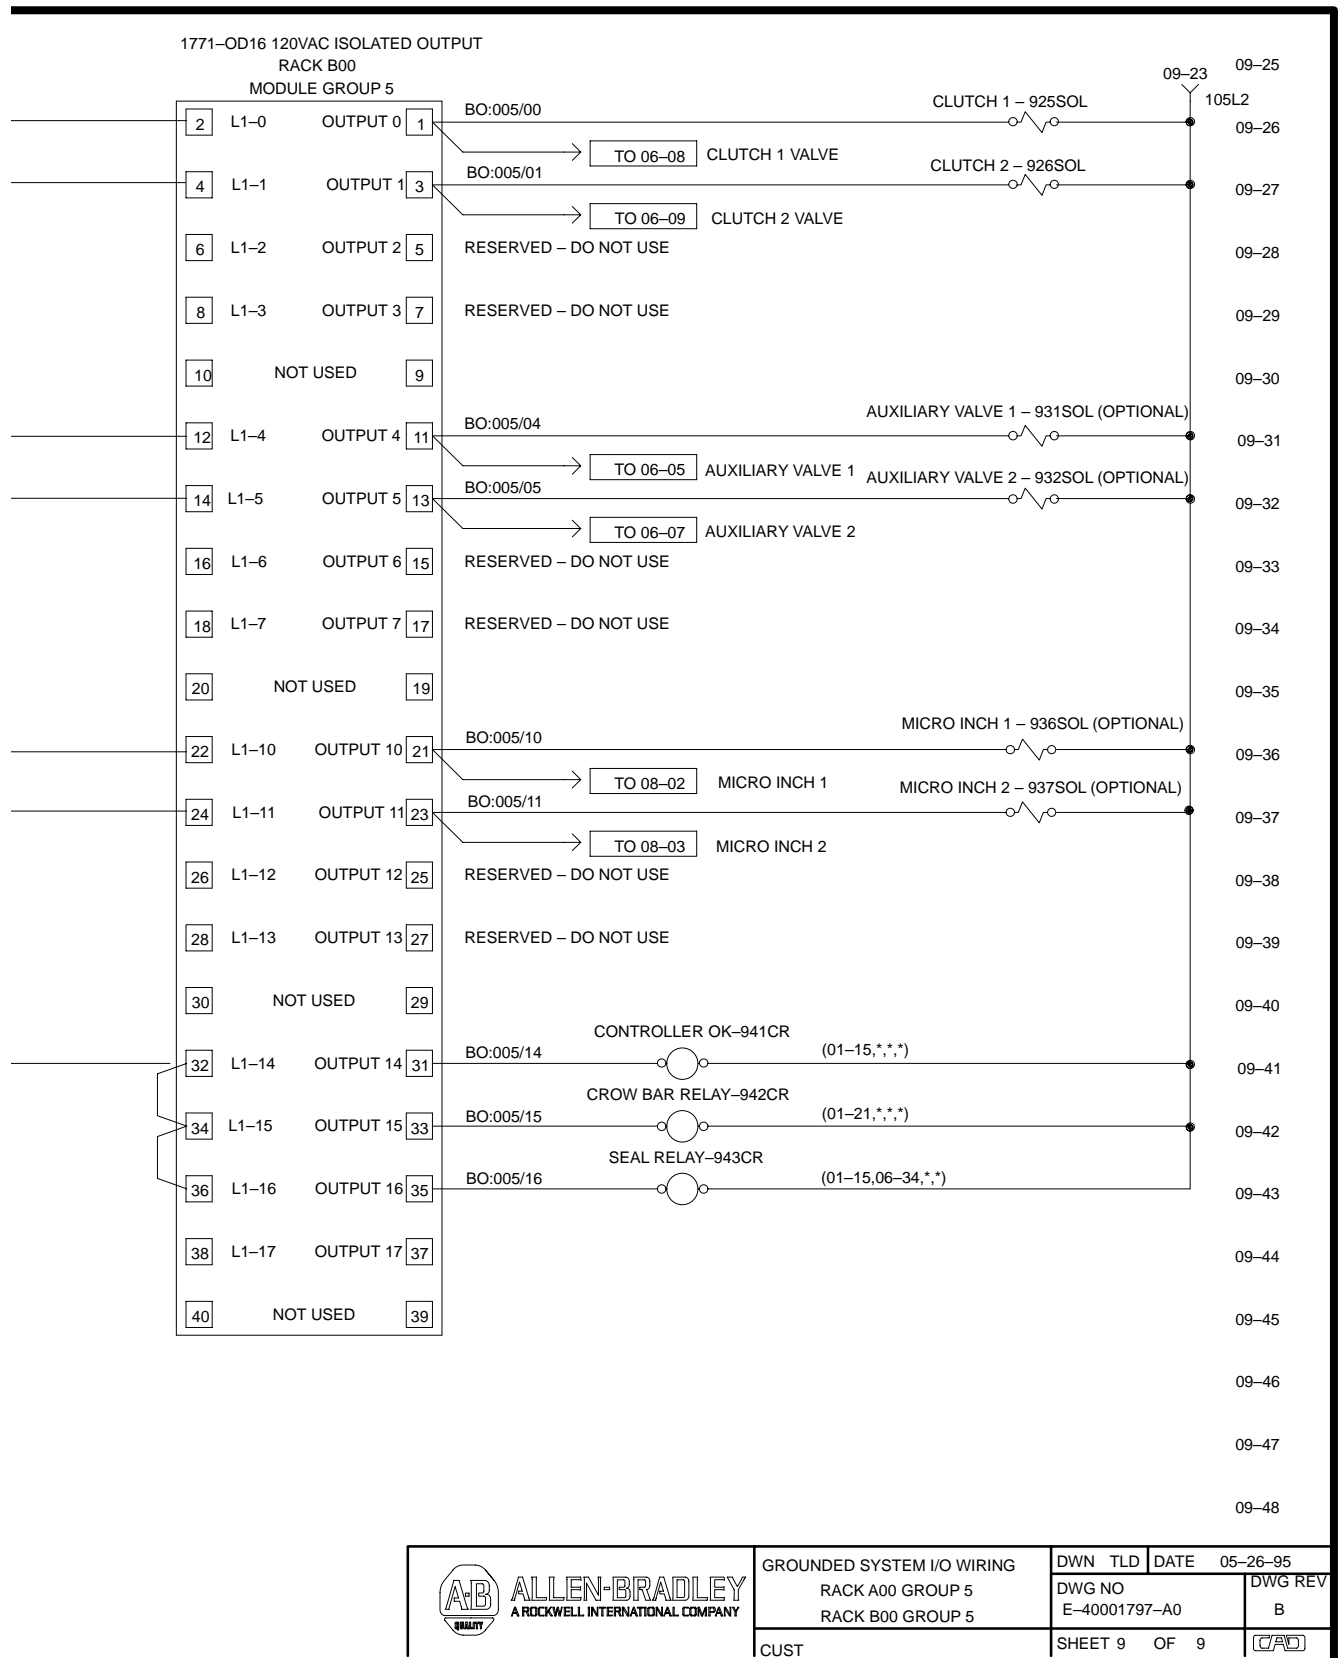 1771–OD16 120VAC ISOLATED OUTPUT
RACK B00
MODULE GROUP 5
09–23
09–25
105L2
2 L1–0 OUTPUT 0 1 BO:005/00 CLUTCH 1 – 925SOL 09–26
TO 06–08 CLUTCH 1 VALVE
4 L1–1 OUTPUT 1 3 BO:005/01 CLUTCH 2 – 926SOL 09–27
TO 06–09 CLUTCH 2 VALVE
6 L1–2 OUTPUT 2 5 RESERVED – DO NOT USE 09–28
8 L1–3 OUTPUT 3 7 RESERVED – DO NOT USE 09–29
10 NOT USED 9 09–30
12 L1–4 OUTPUT 4 11 BO:005/04 AUXILIARY VALVE 1 – 931SOL (OPTIONAL) 09–31
TO 06–05 AUXILIARY VALVE 1
14 L1–5 OUTPUT 5 13 BO:005/05 AUXILIARY VALVE 2 – 932SOL (OPTIONAL) 09–32
TO 06–07 AUXILIARY VALVE 2
16 L1–6 OUTPUT 6 15 RESERVED – DO NOT USE 09–33
18 L1–7 OUTPUT 7 17 RESERVED – DO NOT USE 09–34
20 NOT USED 19 09–35
22 L1–10 OUTPUT 10 21 BO:005/10 MICRO INCH 1 – 936SOL (OPTIONAL) 09–36
TO 08–02 MICRO INCH 1
24 L1–11 OUTPUT 11 23 BO:005/11 MICRO INCH 2 – 937SOL (OPTIONAL) 09–37
TO 08–03 MICRO INCH 2
26 L1–12 OUTPUT 12 25 RESERVED – DO NOT USE 09–38
28 L1–13 OUTPUT 13 27 RESERVED – DO NOT USE 09–39
30 NOT USED 29 09–40
CONTROLLER OK–941CR
32 L1–14 OUTPUT 14 31 BO:005/14 (01–15,*,*,*) 09–41
CROW BAR RELAY–942CR
34 L1–15 OUTPUT 15 33 BO:005/15 (01–21,*,*,*) 09–42
SEAL RELAY–943CR
36 L1–16 OUTPUT 16 35 BO:005/16 (01–15,06–34,*,*) 09–43
38 L1–17 OUTPUT 17 37 09–44
40 NOT USED 39 09–45
09–46
09–47
09–48
A·B QUALITY
ALLEN-BRADLEY
A ROCKWELL INTERNATIONAL COMPANY
GROUNDED SYSTEM I/O WIRING
RACK A00 GROUP 5
RACK B00 GROUP 5
CUST
DWN TLD DATE 05–26–95
DWG NO
E–40001797–A0
DWG REV
B
SHEET 9 OF 9
CAD